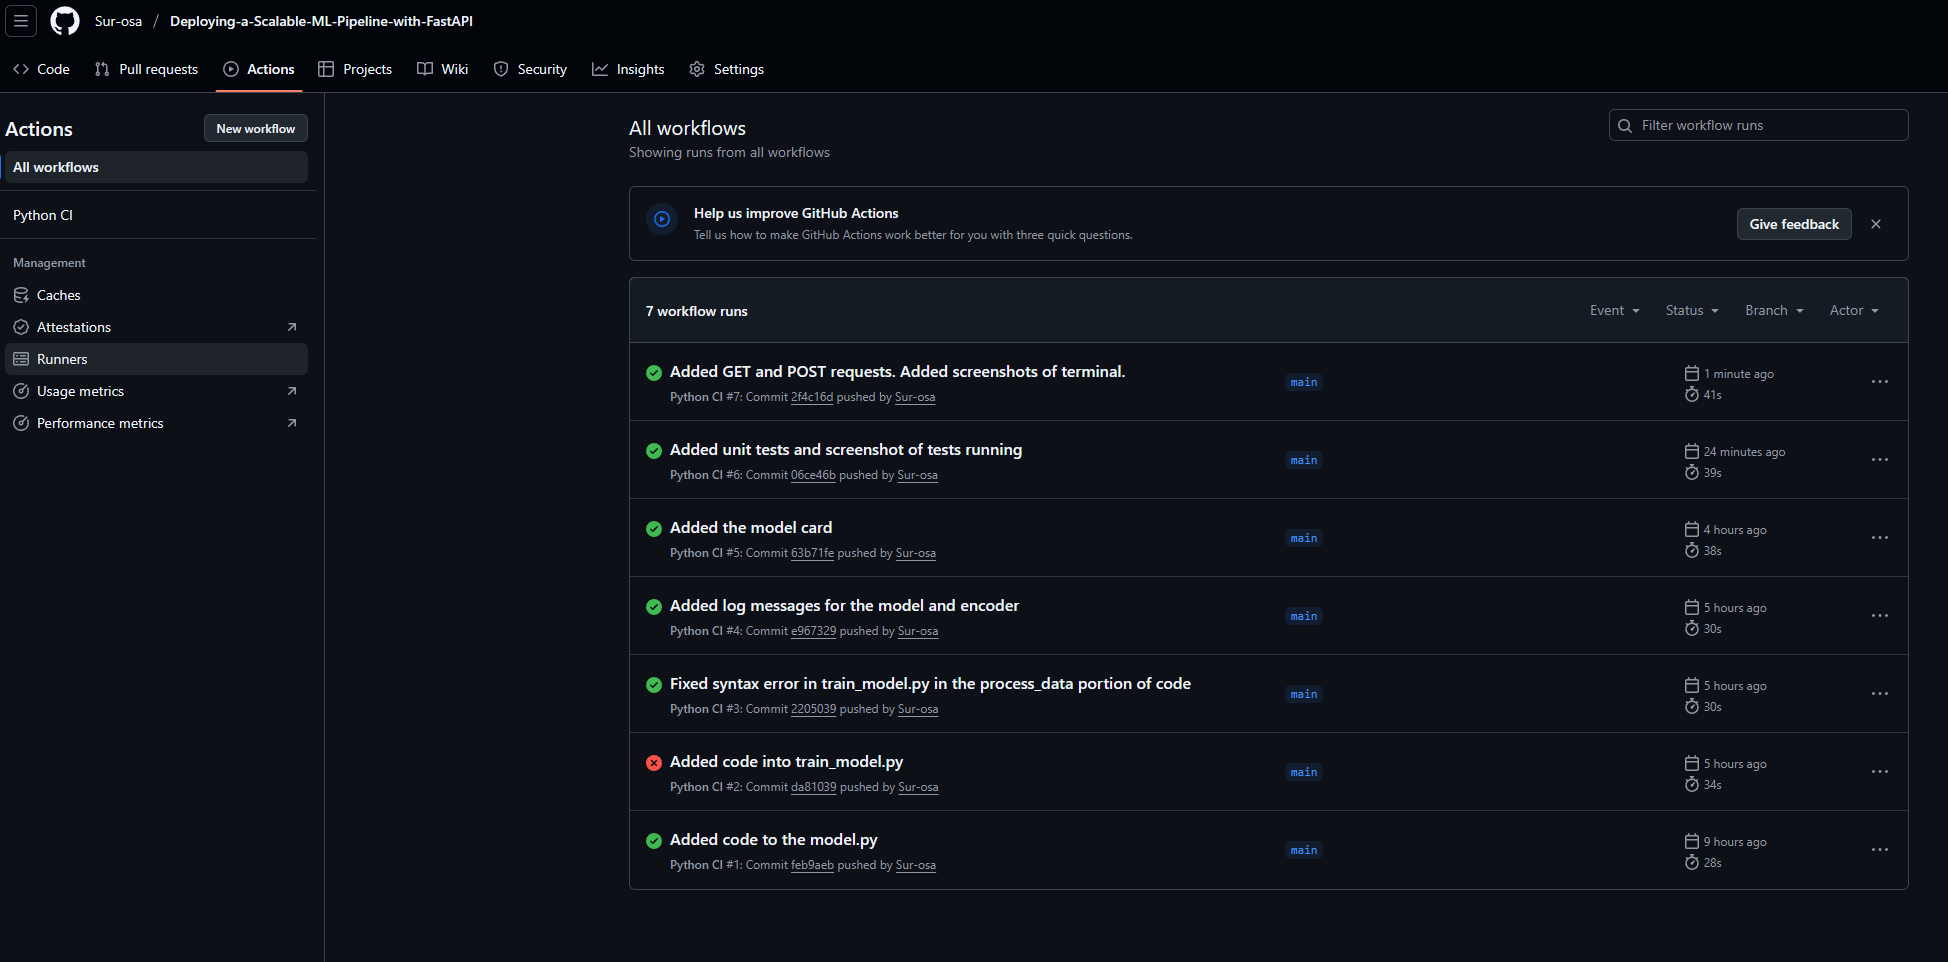 Sur-osa / Deploying-a-Scalable-ML-Pipeline-with-FastAPI
Code Pull requests Actions Projects Wiki Security Insights Settings
Actions
New workflow
All workflows
Python CI
Management
Caches
Attestations
Runners
Usage metrics
Performance metrics
All workflows
Showing runs from all workflows
Filter workflow runs
Help us improve GitHub Actions
Tell us how to make GitHub Actions work better for you with three quick questions.
Give feedback
7 workflow runs
Event Status Branch Actor
Added GET and POST requests. Added screenshots of terminal.
Python CI #7: Commit 2f4c16d pushed by Sur-osa
main
1 minute ago
41s
Added unit tests and screenshot of tests running
Python CI #6: Commit 06ce46b pushed by Sur-osa
main
24 minutes ago
39s
Added the model card
Python CI #5: Commit 63b71fe pushed by Sur-osa
main
4 hours ago
38s
Added log messages for the model and encoder
Python CI #4: Commit e967329 pushed by Sur-osa
main
5 hours ago
30s
Fixed syntax error in train_model.py in the process_data portion of code
Python CI #3: Commit 2205039 pushed by Sur-osa
main
5 hours ago
30s
Added code into train_model.py
Python CI #2: Commit da81039 pushed by Sur-osa
main
5 hours ago
34s
Added code to the model.py
Python CI #1: Commit feb9aeb pushed by Sur-osa
main
9 hours ago
28s